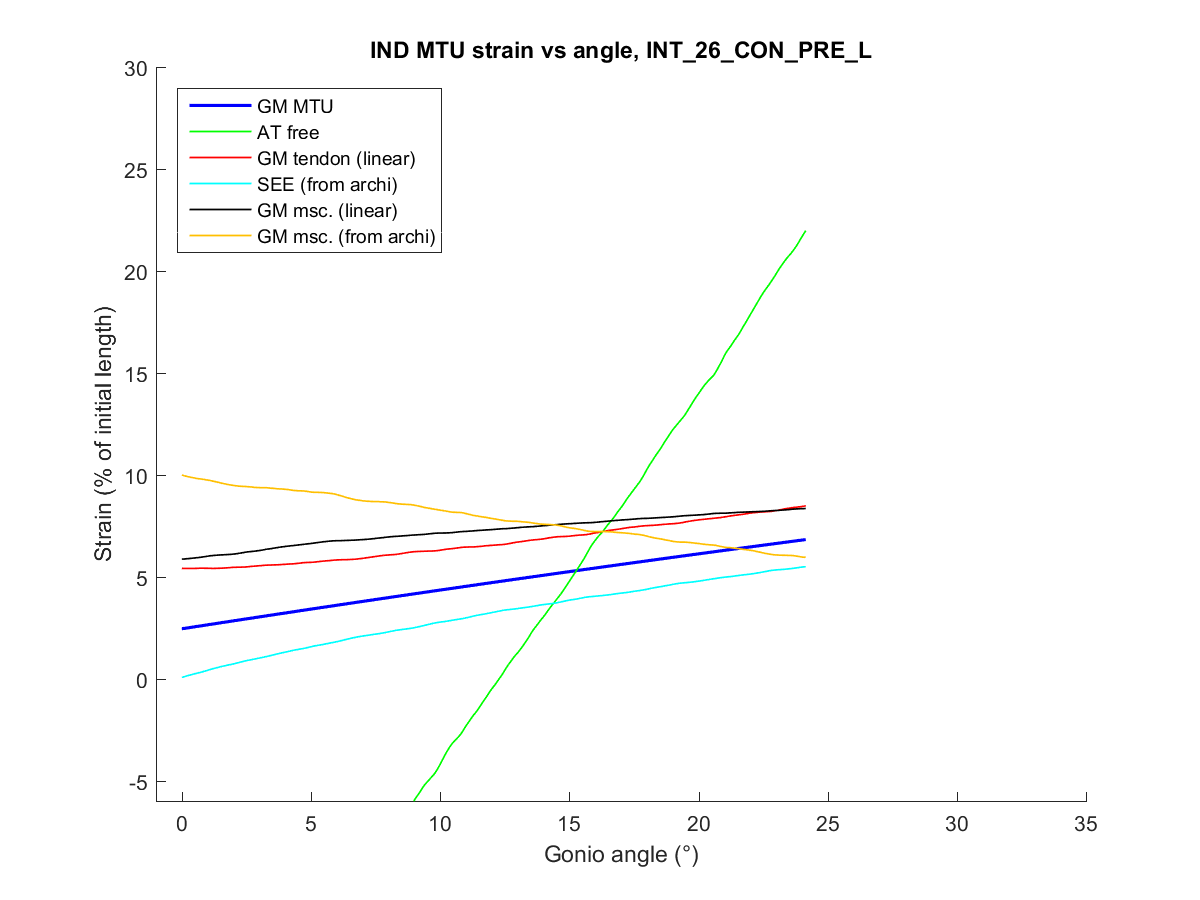 IND MTU strain vs angle, INT_26_CON_PRE_L
30
25
20
15
10
5
0
-5
Strain (% of initial length)
GM MTU
AT free
GM tendon (linear)
SEE (from archi)
GM msc. (linear)
GM msc. (from archi)
0 5 10 15 20 25 30 35
Gonio angle (°)